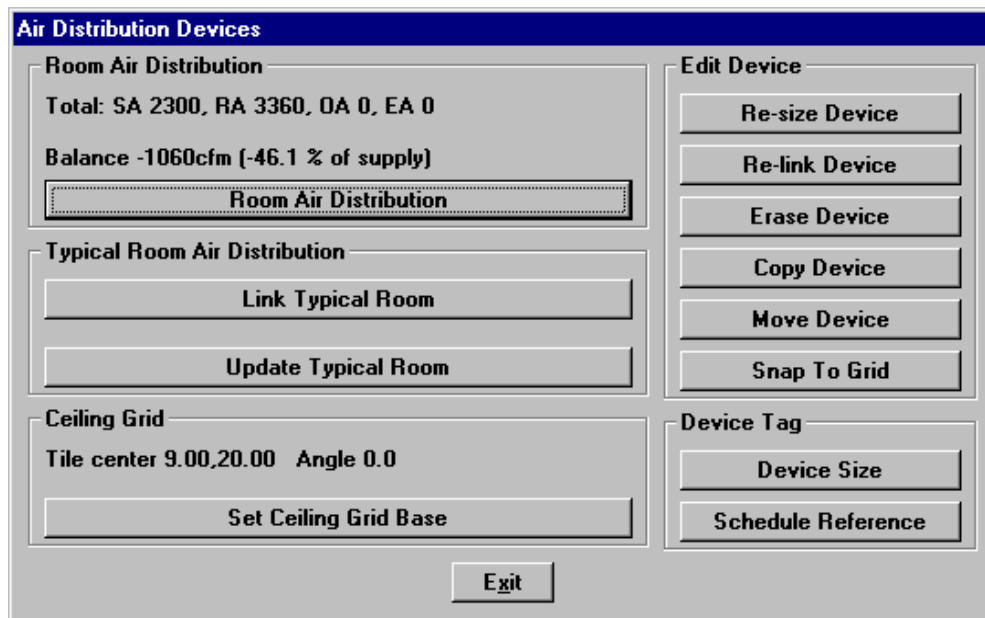 Air Distribution Devices
Room Air Distribution
Total: SA 2300, RA 3360, OA 0, EA 0
Balance -1060cfm (-46.1 % of supply)
Room Air Distribution
Typical Room Air Distribution
Link Typical Room
Update Typical Room
Ceiling Grid
Tile center 9.00,20.00 Angle 0.0
Set Ceiling Grid Base
Edit Device
Re-size Device
Re-link Device
Erase Device
Copy Device
Move Device
Snap To Grid
Device Tag
Device Size
Schedule Reference
Exit